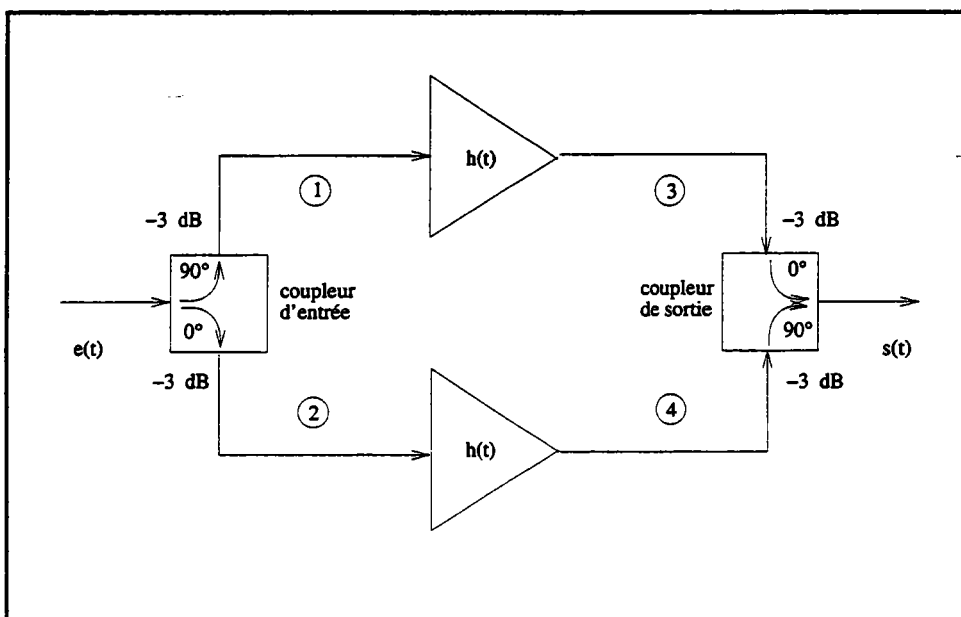 h(t)
1
3
−3 dB
−3 dB
90°
0°
coupleur
d'entrée
coupleur
de sortie
0°
90°
e(t)
s(t)
−3 dB
−3 dB
2
4
h(t)